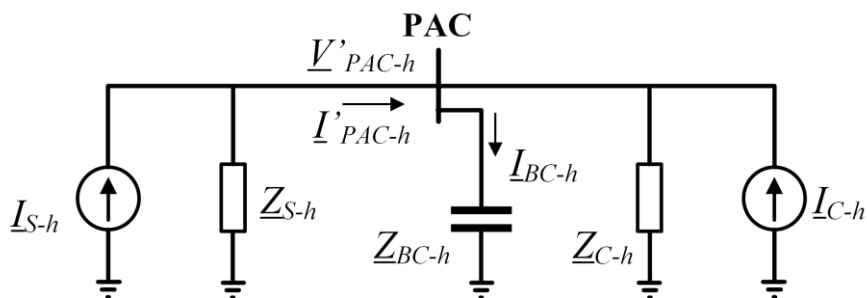 PAC
V'PAC-h
I'PAC-h
IBC-h
IS-h
ZS-h
ZBC-h
ZC-h
IC-h